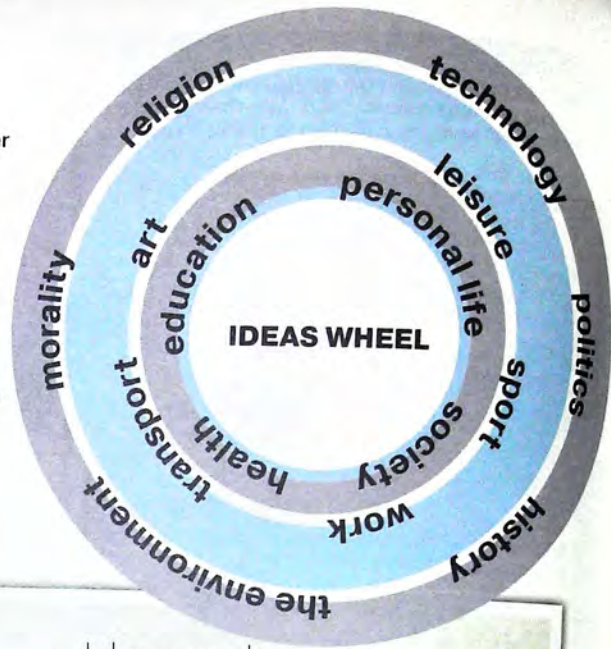 er
religion
technology
leisure
art
education
personal life
morality
IDEAS WHEEL
politics
sport
transport
health
society
work
history
the environment